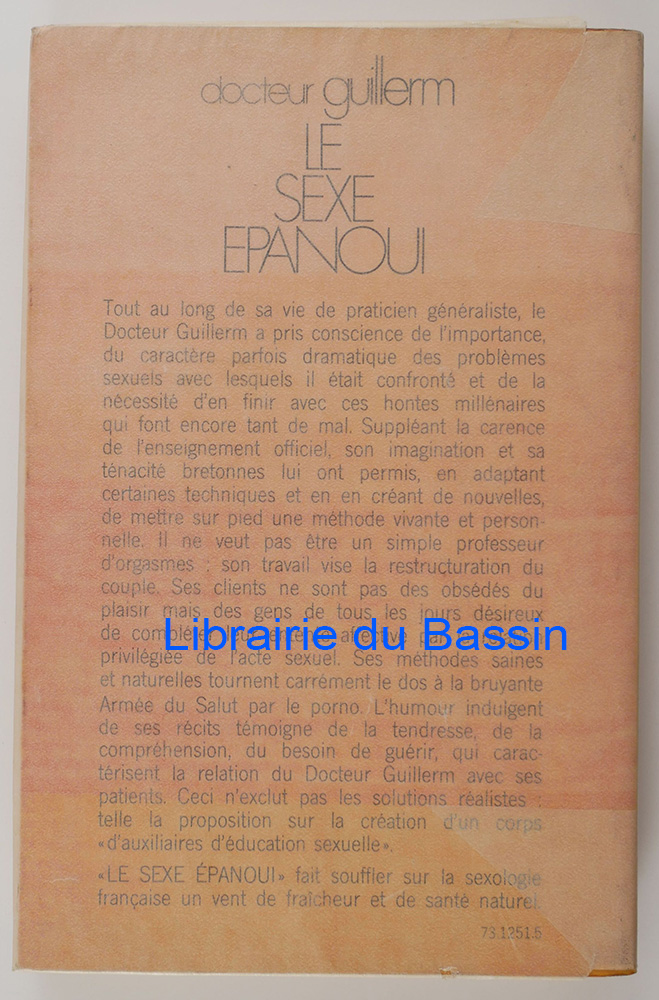 docteur guillerm
LE
SEXE
EPANOUI
Tout au long de sa vie de praticien généraliste, le
Docteur Guillerm a pris conscience de l'importance,
du caractère parfois dramatique des problèmes
sexuels avec lesquels il était confronté et de la
nécessité d'en finir avec ces hontes millénaires
qui font encore tant de mal. Suppléant la carence
de l'enseignement officiel, son imagination et sa
ténacité bretonnes lui ont permis, en adaptant
certaines techniques et en en créant de nouvelles,
de mettre sur pied une méthode vivante et person-
nelle. Il ne veut pas être un simple professeur
d'orgasmes : son travail vise la restructuration du
couple. Ses clients ne sont pas des obsédés du
plaisir mais des gens de tous les jours désireux
de compléter leur entente affective par la
Librairie du Bassin
privilégiée de l'acte sexuel. Ses méthodes saines
et naturelles tournent carrément le dos à la bruyante
Armée du Salut par le porno. L'humour indulgent
de ses récits témoigne de la tendresse, de la
compréhension, du besoin de guérir, qui carac-
térisent la relation du Docteur Guillerm avec ses
patients. Ceci n'exclut pas les solutions réalistes :
telle la proposition sur la création d'un corps
«d'auxiliaires d'éducation sexuelle».
«LE SEXE ÉPANOUI» fait souffler sur la sexologie
française un vent de fraîcheur et de santé naturel.
73.1251.5